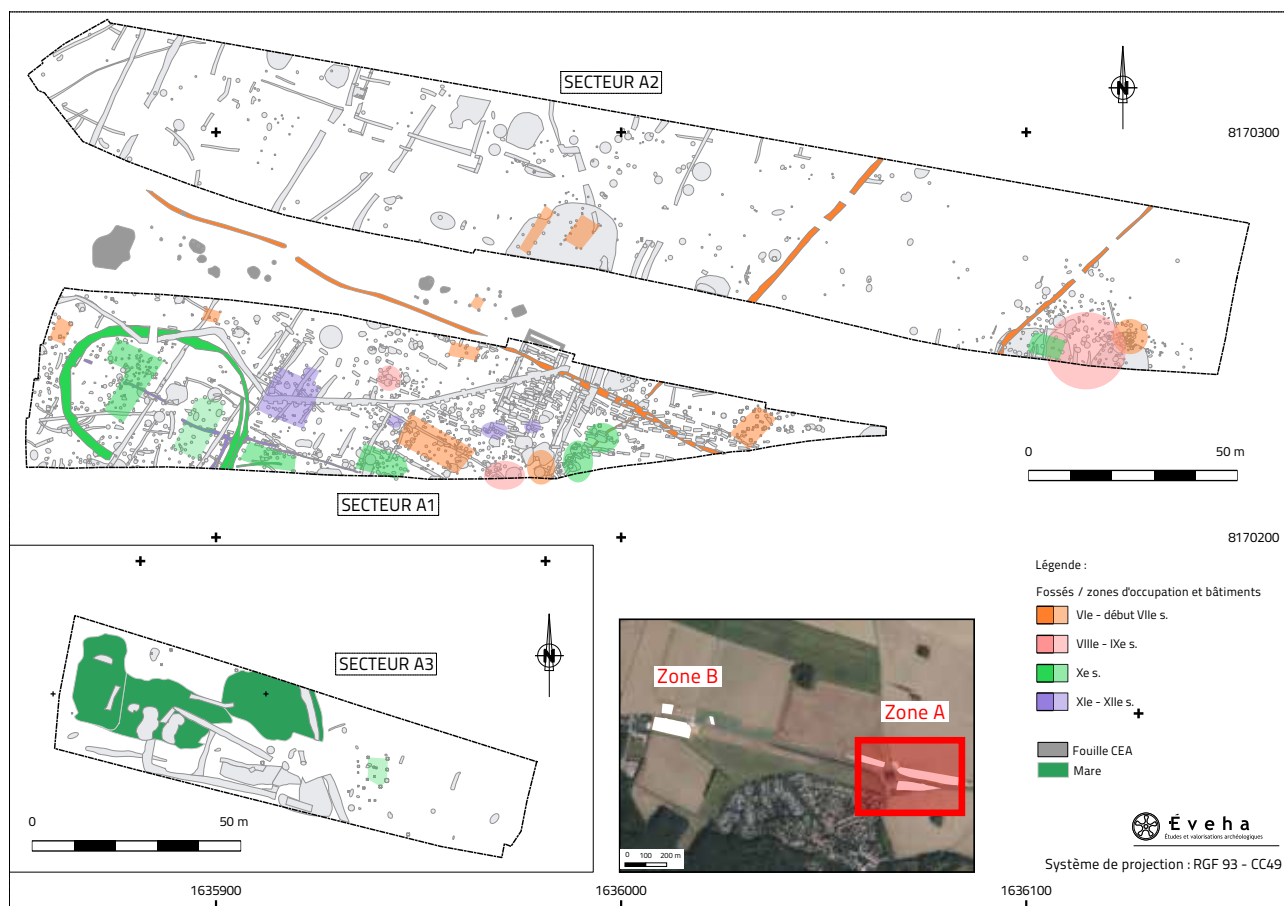 SECTEUR A2
N
8170300
0
50 m
SECTEUR A1
8170200
Légende :
Fossés / zones d'occupation et bâtiments
VIe - début VIIe s.
VIIIe - IXe s.
Xe s.
XIe - XIIe s.
Fouille CEA
Mare
SECTEUR A3
N
0
50 m
Zone B
Zone A
0 100 200 m
Éveha
Études et valorisations archéologiques
Système de projection : RGF 93 - CC49
1635900
1636000
1636100